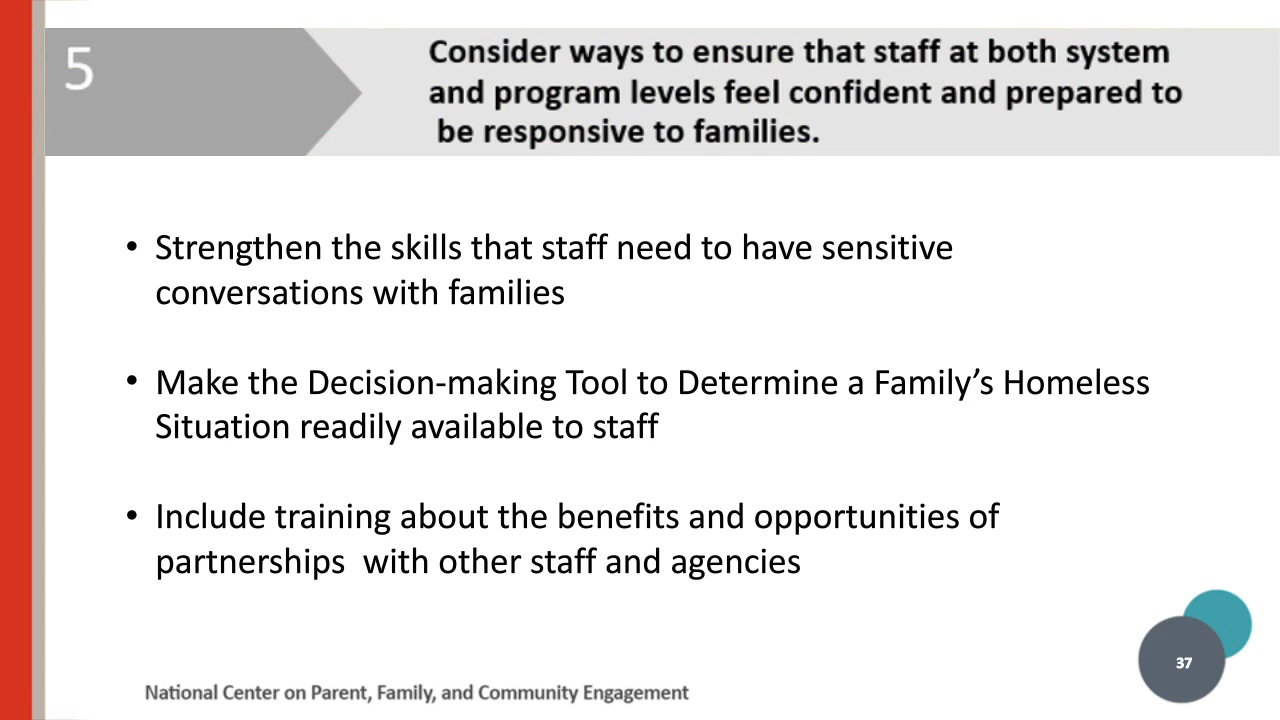 5
Consider ways to ensure that staff at both system
and program levels feel confident and prepared to
be responsive to families.
• Strengthen the skills that staff need to have sensitive
conversations with families
• Make the Decision-making Tool to Determine a Family’s Homeless
Situation readily available to staff
• Include training about the benefits and opportunities of
partnerships  with other staff and agencies
37
National Center on Parent, Family, and Community Engagement